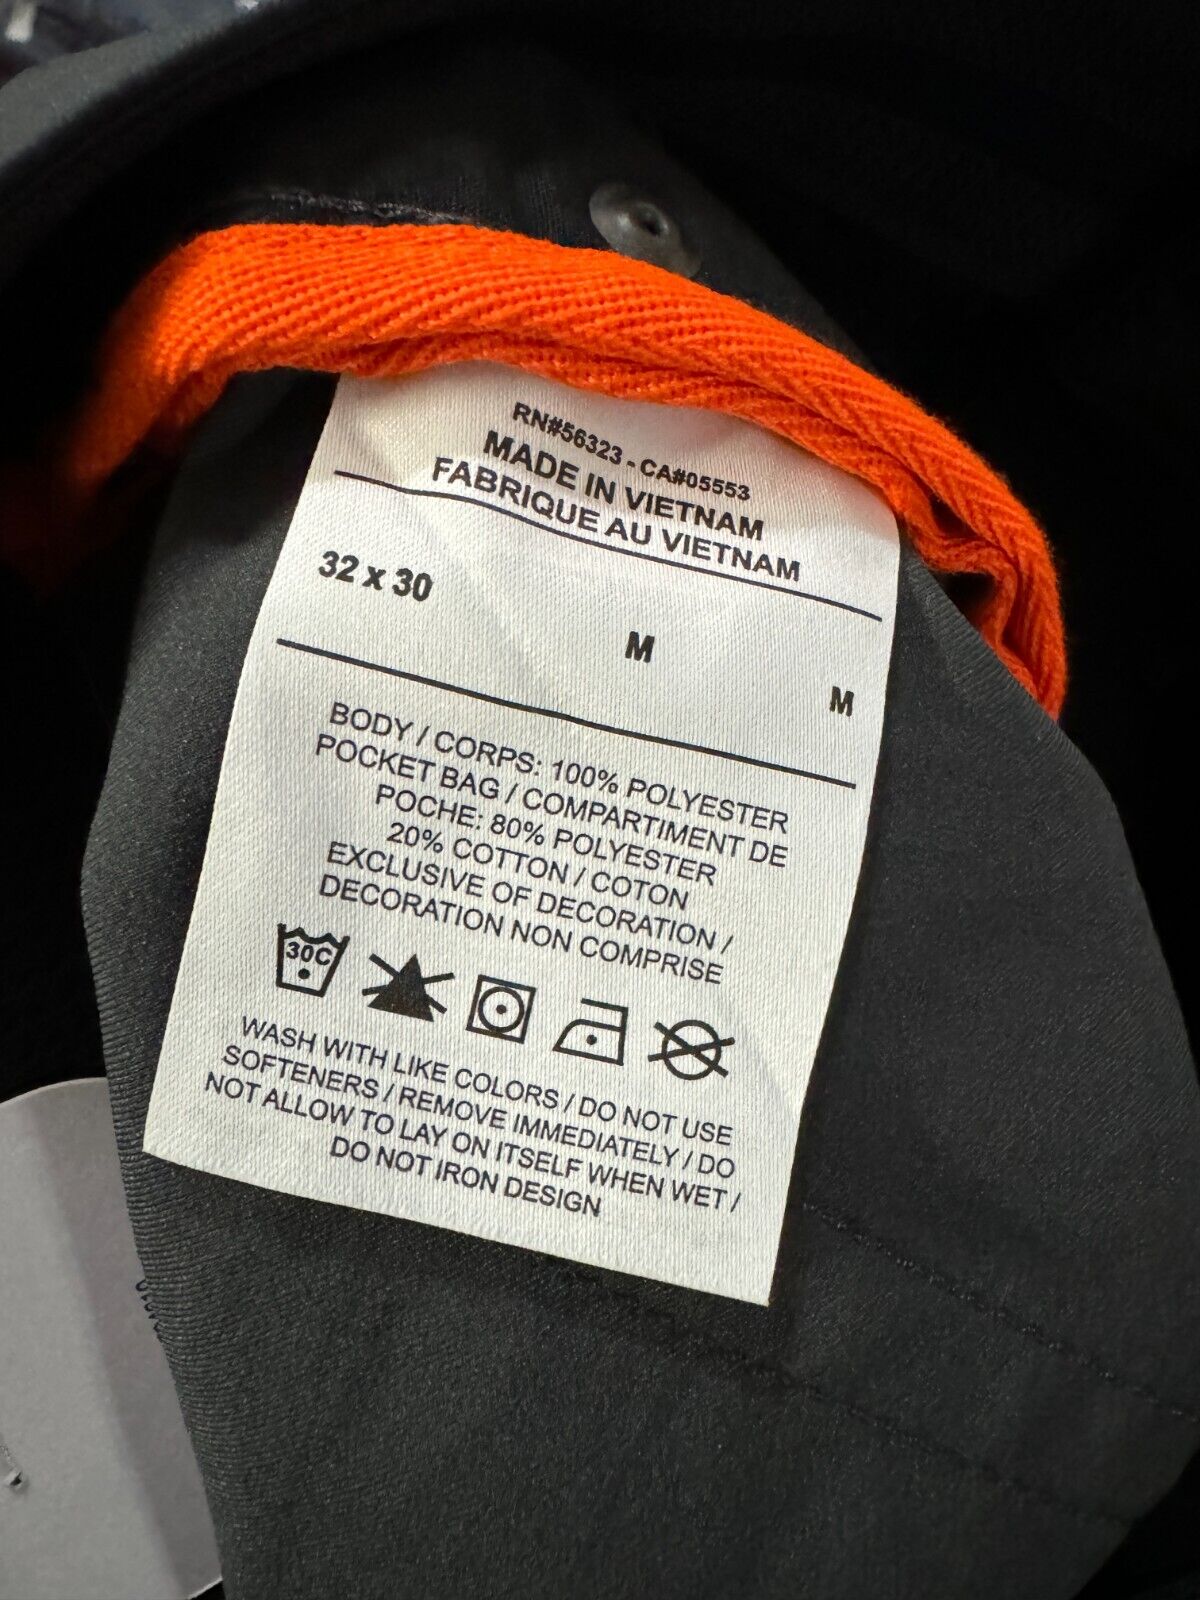 RN#56323 - CA#05553
MADE IN VIETNAM
FABRIQUE AU VIETNAM
32 x 30
M
M
BODY / CORPS: 100% POLYESTER
POCKET BAG / COMPARTIMENT DE
POCHE: 80% POLYESTER
20% COTTON / COTON
EXCLUSIVE OF DECORATION /
DECORATION NON COMPRISE
30C
WASH WITH LIKE COLORS / DO NOT USE
SOFTENERS / REMOVE IMMEDIATELY / DO
NOT ALLOW TO LAY ON ITSELF WHEN WET /
DO NOT IRON DESIGN